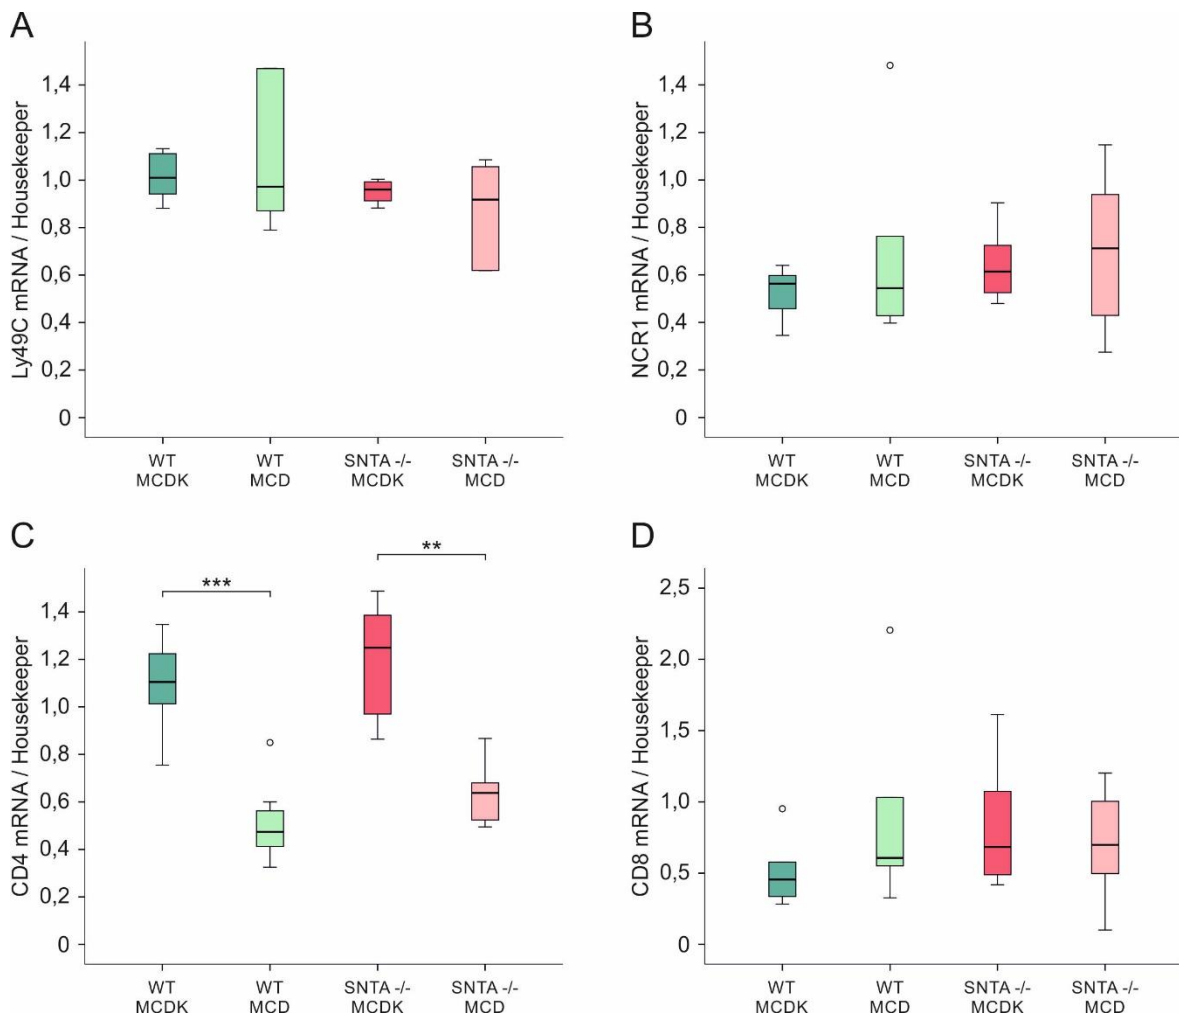 A
Ly49C mRNA / Housekeeper
1,4
1,2
1,0
0,8
0,6
0,4
0,2
0
WT
MCDK
WT
MCD
SNTA -/-
MCDK
SNTA -/-
MCD
B
NCR1 mRNA / Housekeeper
1,4
1,2
1,0
0,8
0,6
0,4
0,2
0
WT
MCDK
WT
MCD
SNTA -/-
MCDK
SNTA -/-
MCD
C
CD4 mRNA / Housekeeper
1,4
1,2
1,0
0,8
0,6
0,4
0,2
0
***
**
WT
MCDK
WT
MCD
SNTA -/-
MCDK
SNTA -/-
MCD
D
CD8 mRNA / Housekeeper
2,5
2,0
1,5
1,0
0,5
0
WT
MCDK
WT
MCD
SNTA -/-
MCDK
SNTA -/-
MCD